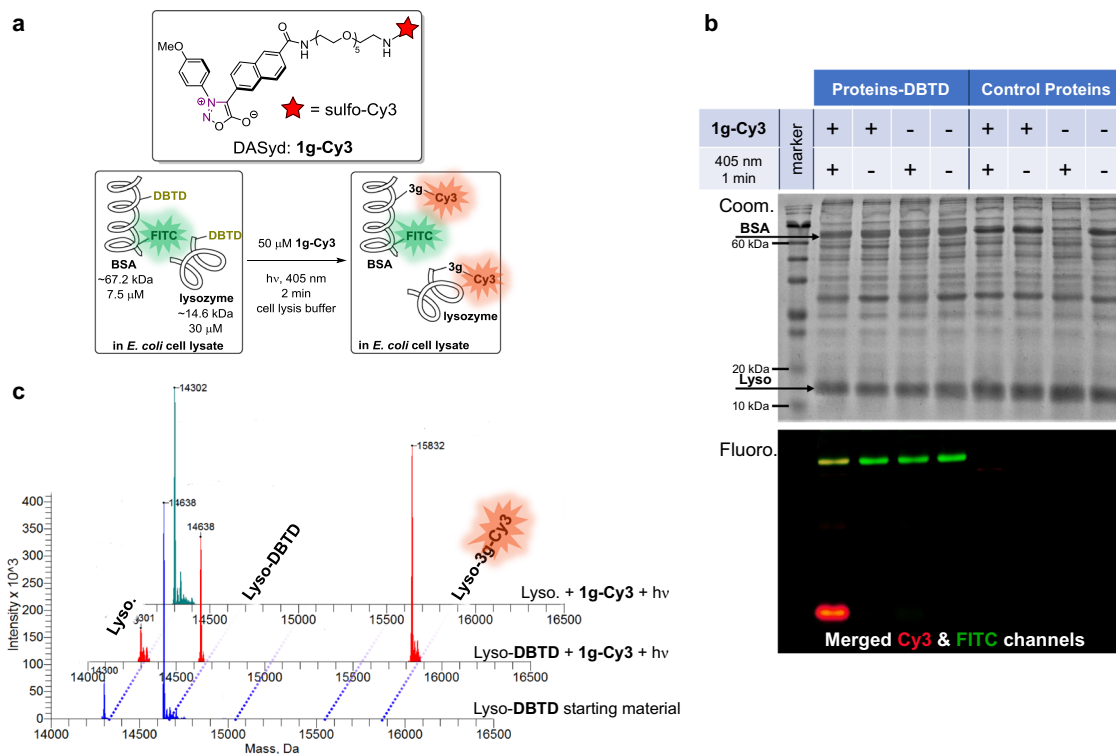 a
MeO
O
N
H
O
5
N
H
N
N
O
O
= sulfo-Cy3
DASyd: 1g-Cy3
DBTD
FITC
DBTD
BSA
~67.2 kDa
7.5 μM
lysozyme
~14.6 kDa
30 μM
in E. coli cell lysate
50 μM 1g-Cy3
hν, 405 nm
2 min
cell lysis buffer
3g
Cy3
FITC
BSA
3g
Cy3
lysozyme
in E. coli cell lysate
b
Proteins-DBTD Control Proteins
1g-Cy3 marker + + - - + + - -
405 nm
1 min + - + - + - + -
Coom.
BSA
60 kDa
20 kDa
Lyso
10 kDa
Fluoro.
Merged Cy3 & FITC channels
c
14302
15832
14638
14638
400
350
300
250
200
150
100
50
0
Intensity x 10^3
Lyso.
Lyso-DBTD
Lyso-3g-Cy3
14500 15000 15500 16000 16500
Lyso. + 1g-Cy3 + hν
301
14000 14500 15000 15500 16000 16500
Lyso-DBTD + 1g-Cy3 + hν
14300
Lyso-DBTD starting material
14000 14500 15000 15500 16000 16500
Mass, Da